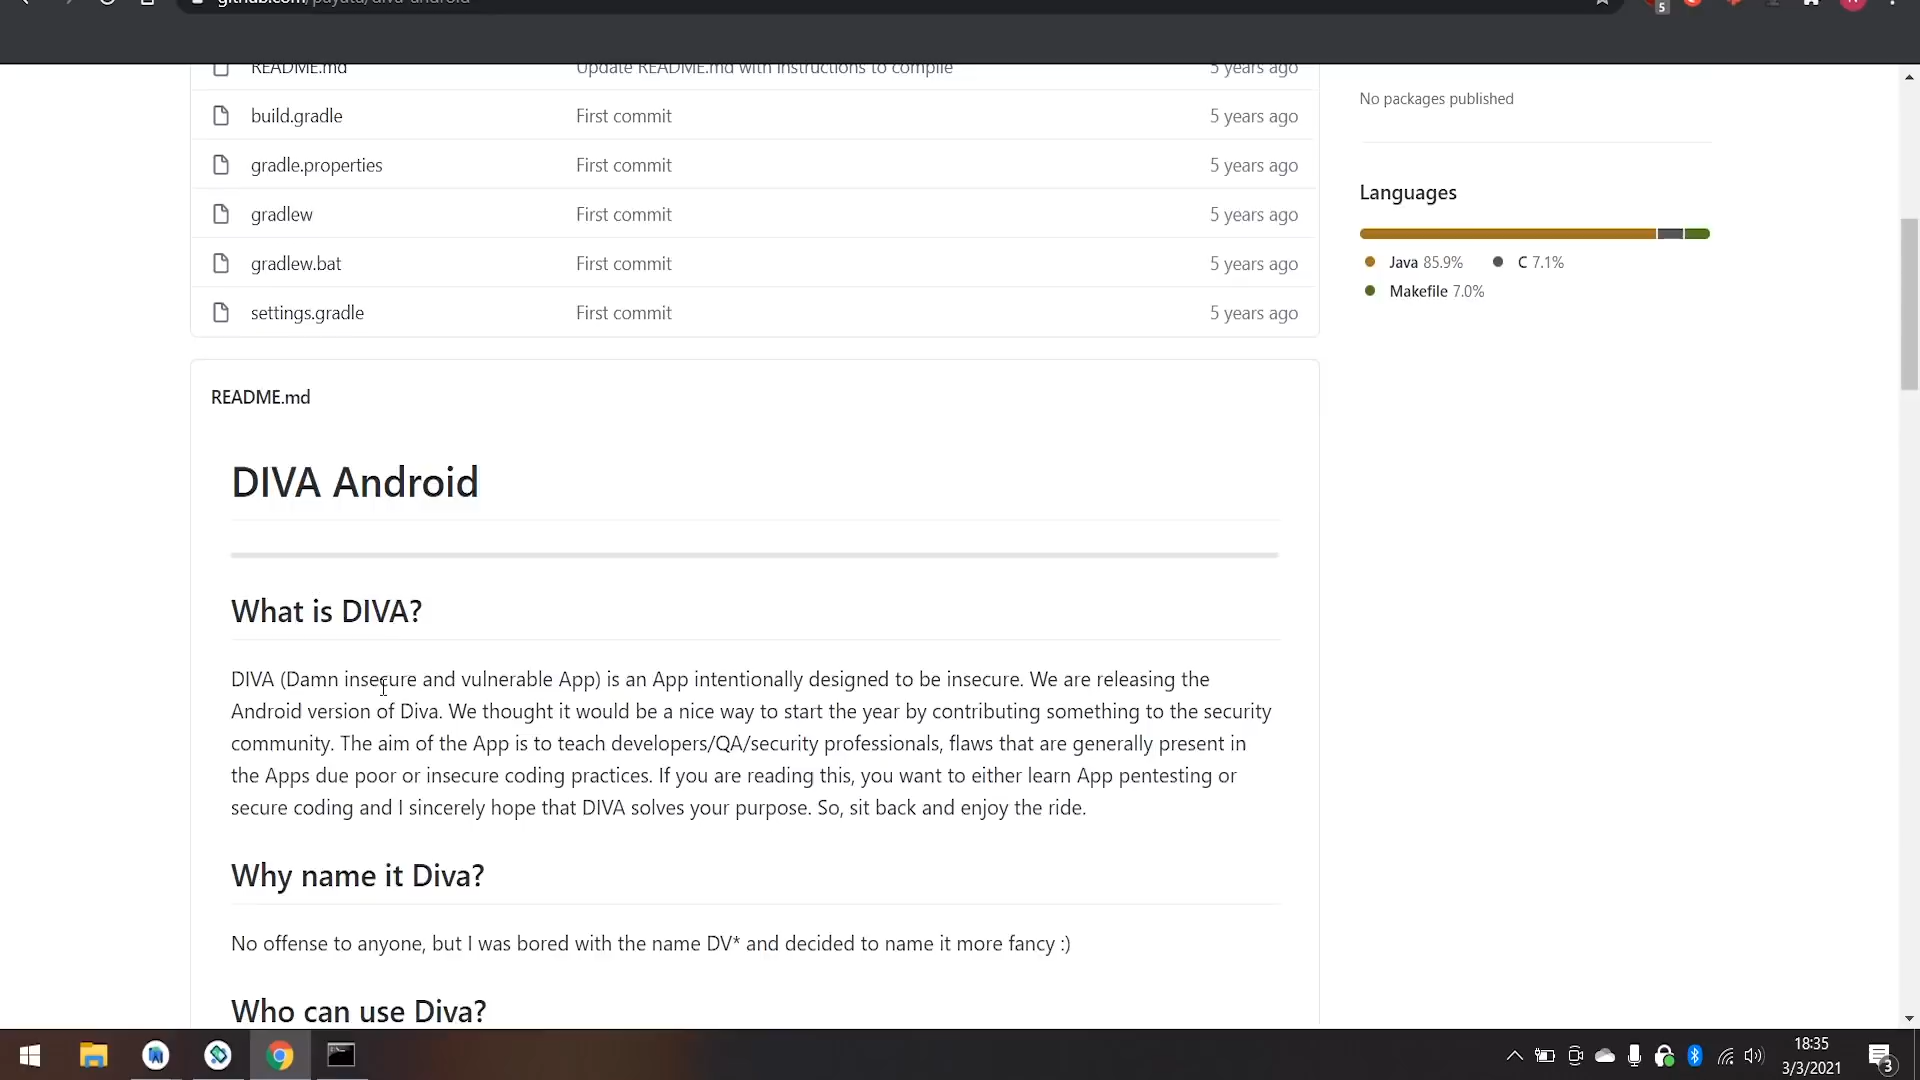 github.com/payatu/diva-android
5
README.md
Update README.md with instructions to compile
5 years ago
build.gradle
First commit
5 years ago
gradle.properties
First commit
5 years ago
gradlew
First commit
5 years ago
gradlew.bat
First commit
5 years ago
settings.gradle
First commit
5 years ago
No packages published
Languages
Java 85.9%
C 7.1%
Makefile 7.0%
README.md
DIVA Android
What is DIVA?
DIVA (Damn insecure and vulnerable App) is an App intentionally designed to be insecure. We are releasing the
Android version of Diva. We thought it would be a nice way to start the year by contributing something to the security
community. The aim of the App is to teach developers/QA/security professionals, flaws that are generally present in
the Apps due poor or insecure coding practices. If you are reading this, you want to either learn App pentesting or
secure coding and I sincerely hope that DIVA solves your purpose. So, sit back and enjoy the ride.
Why name it Diva?
No offense to anyone, but I was bored with the name DV* and decided to name it more fancy :)
Who can use Diva?
18:35
3/3/2021
3